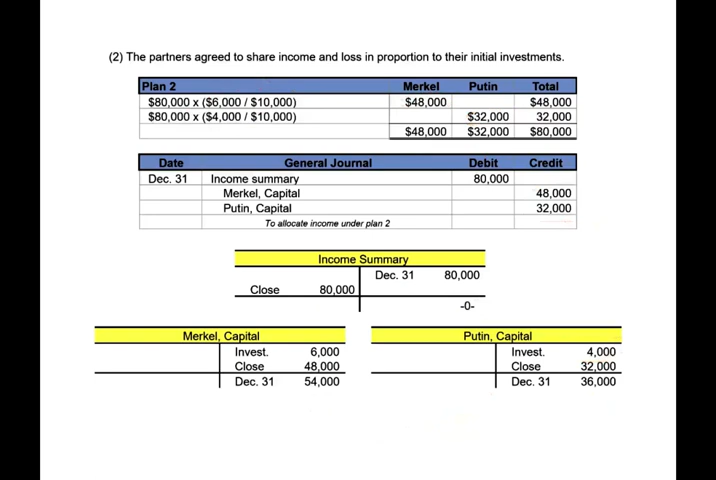 (2) The partners agreed to share income and loss in proportion to their initial investments.
Plan 2 Merkel Putin Total
$80,000 x ($6,000 / $10,000) $48,000 $48,000
$80,000 x ($4,000 / $10,000) $32,000 32,000
$48,000 $32,000 $80,000
Date General Journal Debit Credit
Dec. 31 Income summary 80,000
Merkel, Capital 48,000
Putin, Capital 32,000
To allocate income under plan 2
Income Summary
Dec. 31 80,000
Close 80,000
-0-
Merkel, Capital Putin, Capital
Invest. 6,000 Invest. 4,000
Close 48,000 Close 32,000
Dec. 31 54,000 Dec. 31 36,000